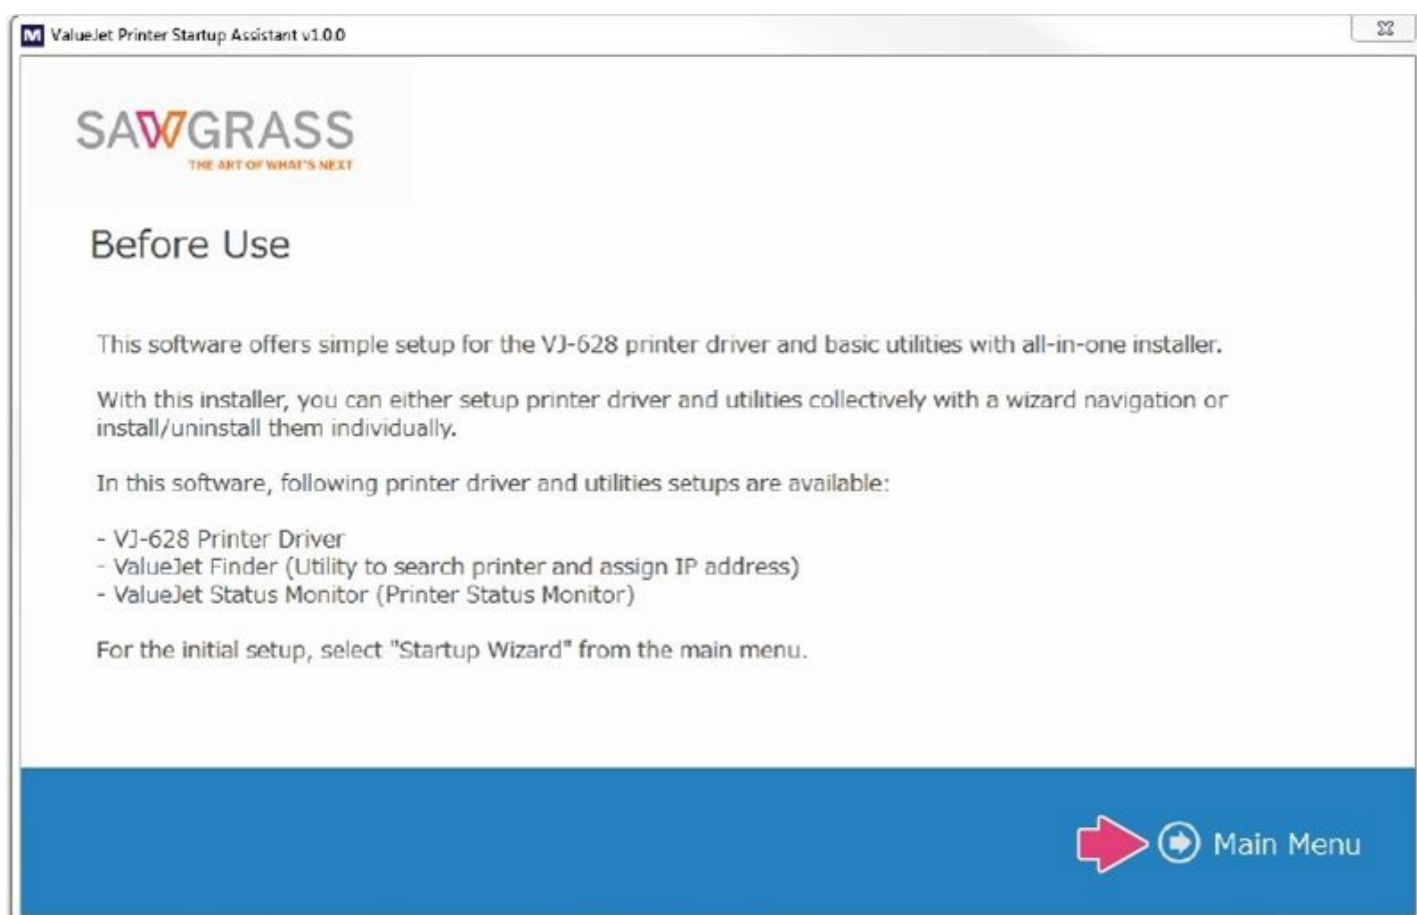 ValueJet Printer Startup Assistant v1.0.0
SAWGRASS
THE ART OF WHAT'S NEXT
Before Use
This software offers simple setup for the VJ-628 printer driver and basic utilities with all-in-one installer.
With this installer, you can either setup printer driver and utilities collectively with a wizard navigation or
install/uninstall them individually.
In this software, following printer driver and utilities setups are available:
- VJ-628 Printer Driver
- ValueJet Finder (Utility to search printer and assign IP address)
- ValueJet Status Monitor (Printer Status Monitor)
For the initial setup, select "Startup Wizard" from the main menu.
Main Menu